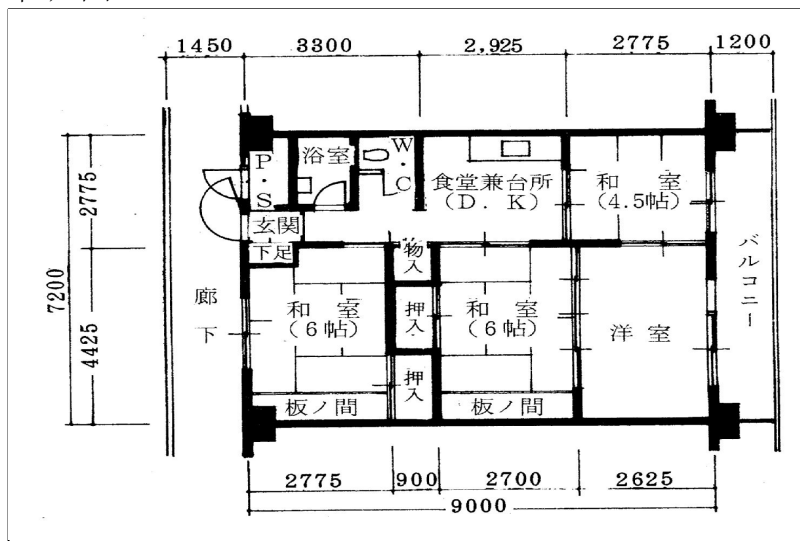 1450 3300 2,925 2775 1200
2775
7200
4425
P・S
浴室
W・C
食堂兼台所
(D．K)
和室
(4.5帖)
玄関
下足
物入
廊下
和室
(6帖)
押入
押入
和室
(6帖)
洋室
バルコニー
板ノ間
板ノ間
2775 900 2700 2625
9000